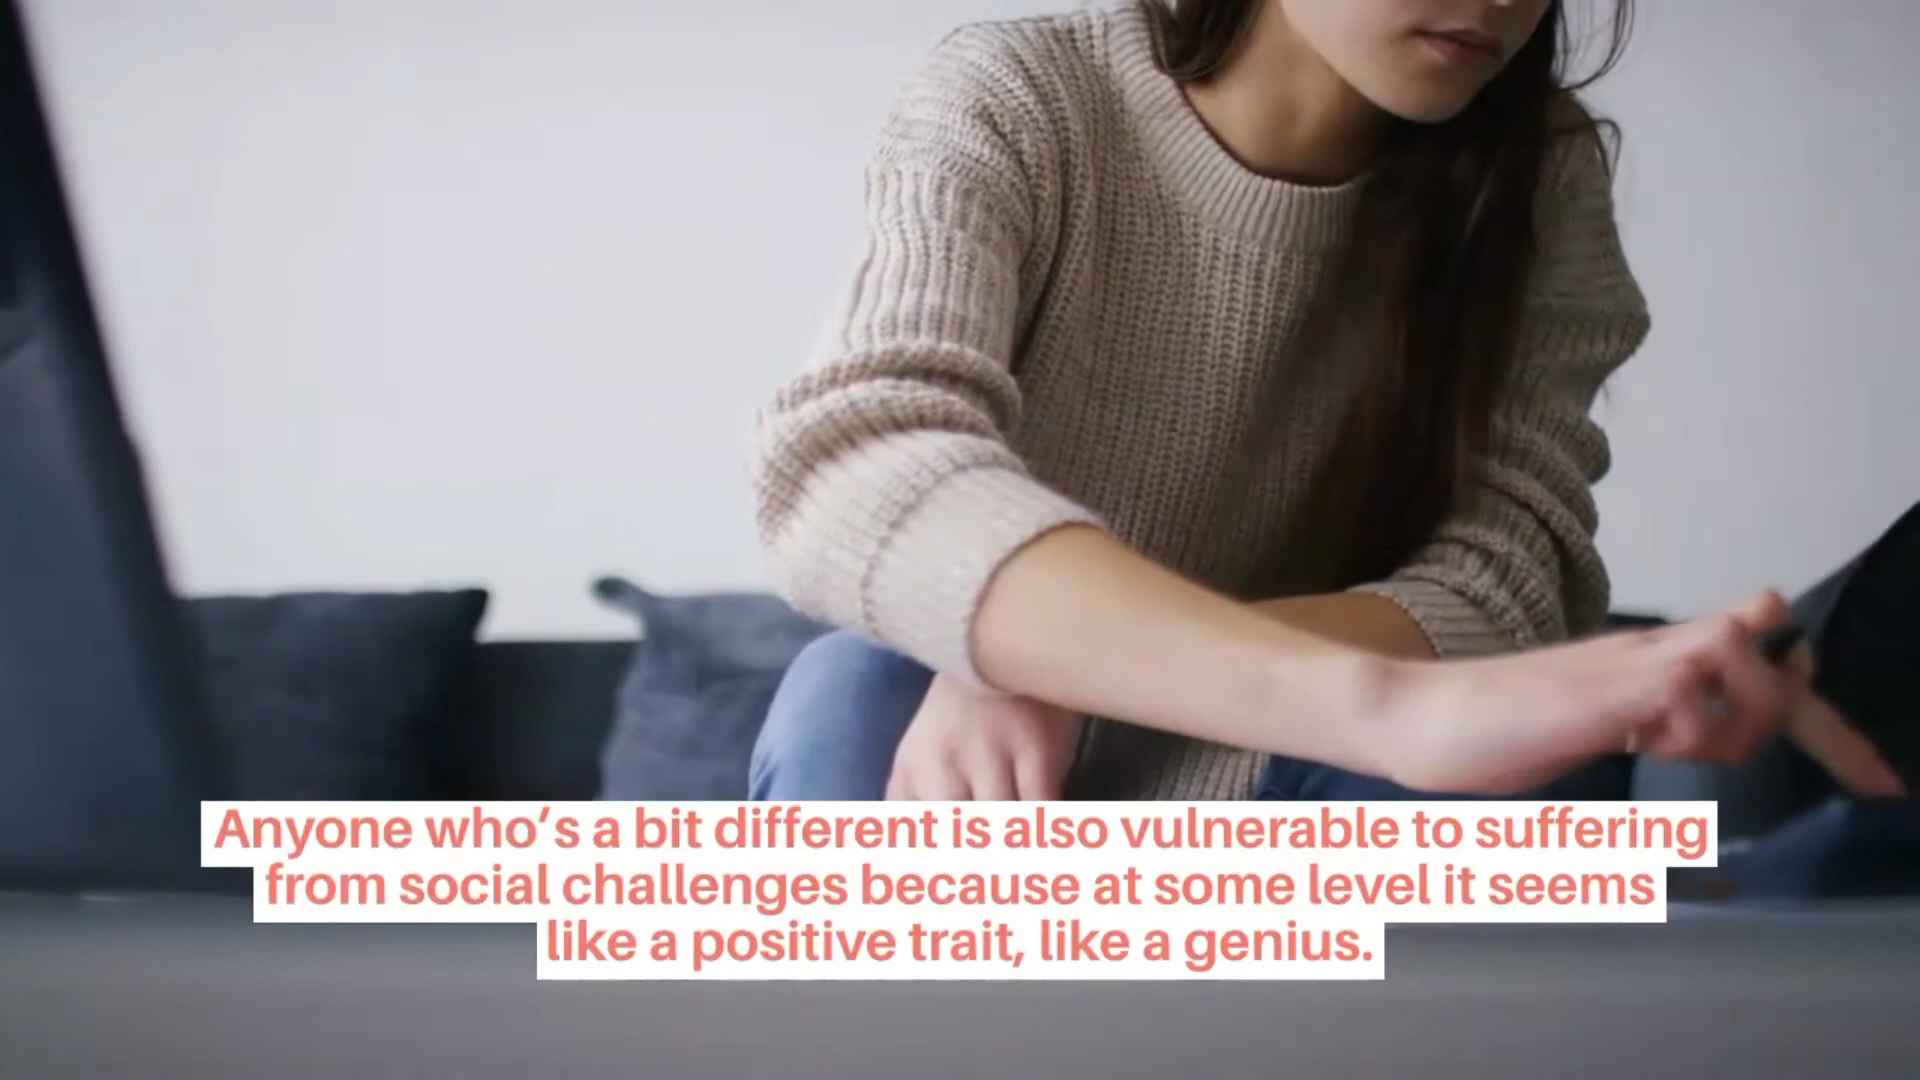 Anyone who’s a bit different is also vulnerable to suffering
from social challenges because at some level it seems
like a positive trait, like a genius.